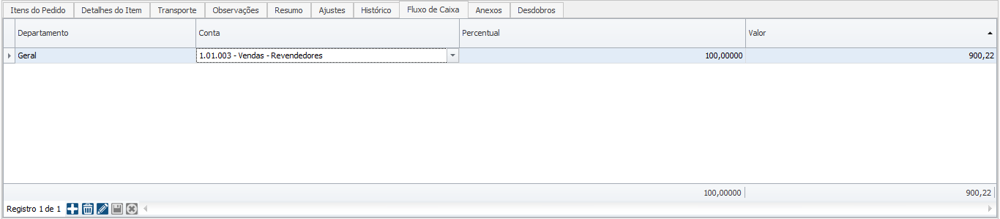 Itens do Pedido Detalhes do Item Transporte Observações Resumo Ajustes Histórico Fluxo de Caixa Anexos Desdobros
Departamento Conta Percentual Valor
Geral 1.01.003 - Vendas - Revendedores 100,00000 900,22
100,00000 900,22
Registro 1 de 1